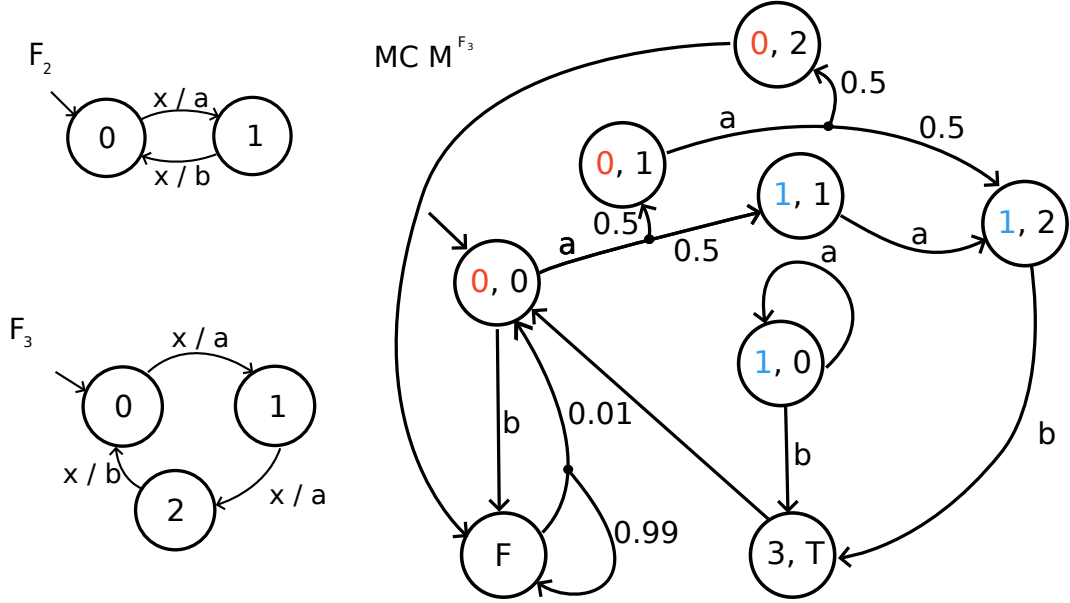 F2
x / a
0
1
x / b
F3
x / a
0
1
x / b
2
x / a
MC M F3
0, 2
0.5
a
0.5
0, 1
1, 1
1, 2
0.5
a
0.5
a
0, 0
a
1, 0
b
0.01
b
b
F
0.99
3, T